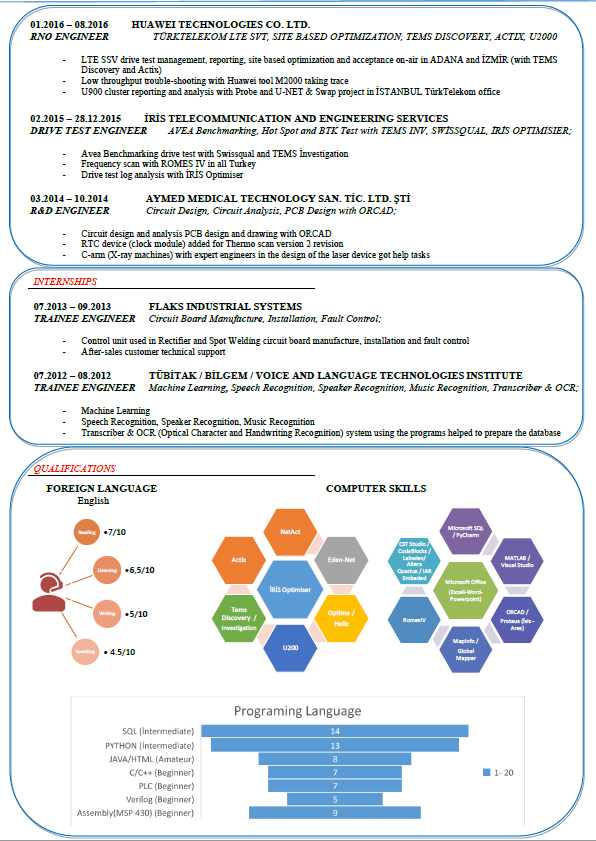 01.2016 – 08.2016 HUAWEI TECHNOLOGIES CO. LTD.
RNO ENGINEER TÜRKTELEKOM LTE SVT, SITE BASED OPTIMIZATION, TEMS DISCOVERY, ACTIX, U2000
- LTE SSV drive test management, reporting, site based optimization and acceptance on-air in ADANA and İZMİR (with TEMS
Discovery and Actix)
- Low throughput trouble-shooting with Huawei tool M2000 taking trace
- U900 cluster reporting and analysis with Probe and U-NET & Swap project in İSTANBUL TürkTelekom office
02.2015 – 28.12.2015 İRİS TELECOMMUNICATION AND ENGINEERING SERVICES
DRIVE TEST ENGINEER AVEA Benchmarking, Hot Spot and BTK Test with TEMS INV, SWİSSQUAL, İRİS OPTIMISIER;
- Avea Benchmarking drive test with Swissqual and TEMS İnvestigation
- Frequency scan with ROMES IV in all Turkey
- Drive test log analysis with İRİS Optimiser
03.2014 – 10.2014 AYMED MEDICAL TECHNOLOGY SAN. TİC. LTD. ŞTİ
R&D ENGINEER Circuit Design, Circuit Analysis, PCB Design with ORCAD;
- Circuit design and analysis PCB design and drawing with ORCAD
- RTC device (clock module) added for Thermo scan version 2 revision
- C-arm (X-ray machines) with expert engineers in the design of the laser device got help tasks
INTERNSHIPS
07.2013 – 09.2013 FLAKS INDUSTRIAL SYSTEMS
TRAINEE ENGINEER Circuit Board Manufacture, Installation, Fault Control;
- Control unit used in Rectifier and Spot Welding circuit board manufacture, installation and fault control
- After-sales customer technical support
07.2012 – 08.2012 TÜBİTAK / BİLGEM / VOICE AND LANGUAGE TECHNOLOGIES INSTITUTE
TRAINEE ENGINEER Machine Learning, Speech Recognition, Speaker Recognition, Music Recognition, Transcriber & OCR;
- Machine Learning
- Speech Recognition, Speaker Recognition, Music Recognition
- Transcriber & OCR (Optical Character and Handwriting Recognition) system using the programs helped to prepare the database
QUALIFICATIONS
FOREIGN LANGUAGE COMPUTER SKILLS
English
Reading •7/10
Listening •6,5/10
Writing •5/10
Speaking • 4.5/10
NetAct
Actix
Eden-Net
İRİS Optimiser
Tems
Discovery /
Investigation
Optima /
Helix
U200
Microsoft SQL
/ PyCharm
CST Studio /
CodeBlocks /
Labwiev/
Altera
Quartus / IAR
Embeded
MATLAB /
Visual Studio
Microsoft Office
(Excel-Word-
Powerpoint)
RomesIV
ORCAD /
Proteus (İsis -
Ares)
Mapinfo /
Global
Mapper
Programing Language
SQL (İntermediate) 14
PYTHON (İntermediate) 13
JAVA/HTML (Amateur) 8
C/C++ (Beginner) 7
PLC (Beginner) 7
Verilog (Beginner) 5
Assembly(MSP 430) (Beginner) 9
1- 20